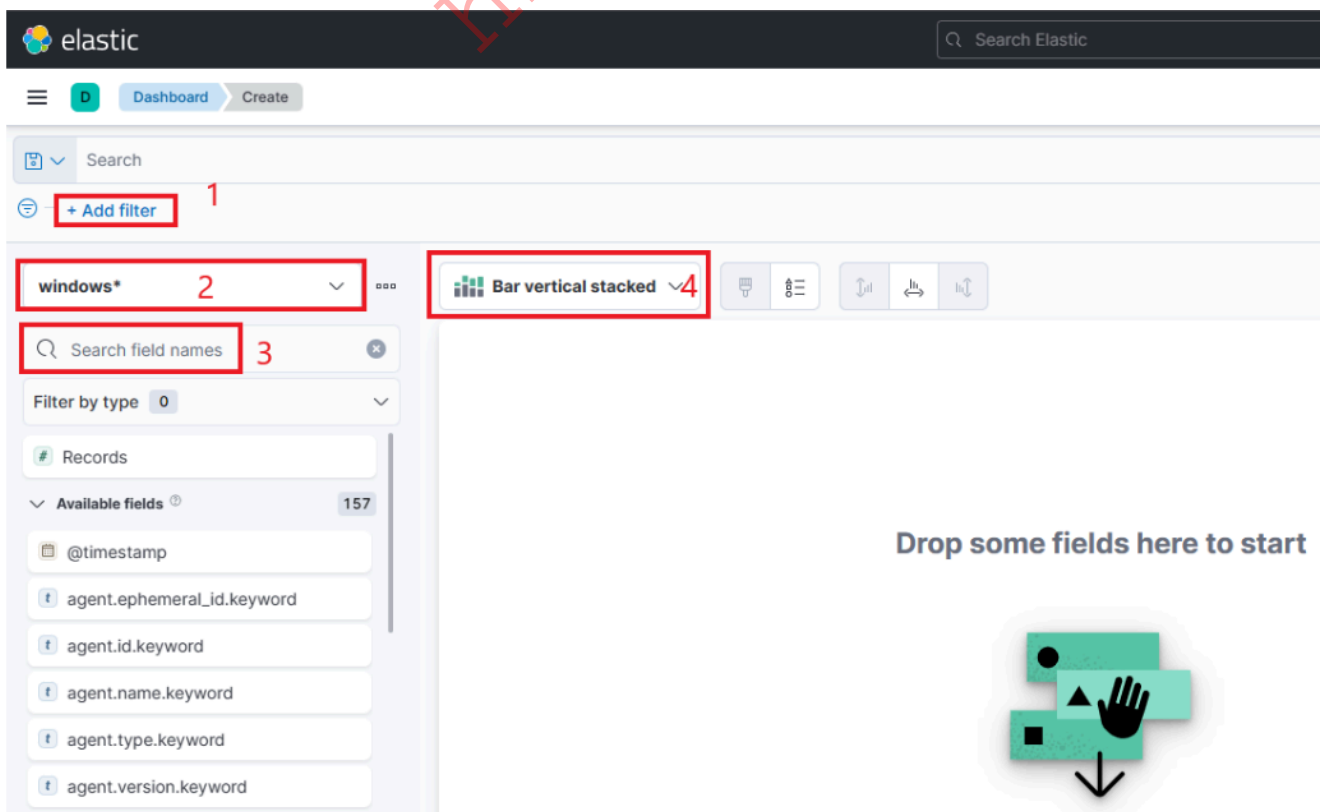 elastic
Search Elastic
D
Dashboard
Create
Search
+ Add filter
1
windows*
2
Bar vertical stacked
4
Search field names
3
Filter by type 0
# Records
Available fields ?
157
@timestamp
t agent.ephemeral_id.keyword
Drop some fields here to start
t agent.id.keyword
t agent.name.keyword
t agent.type.keyword
t agent.version.keyword